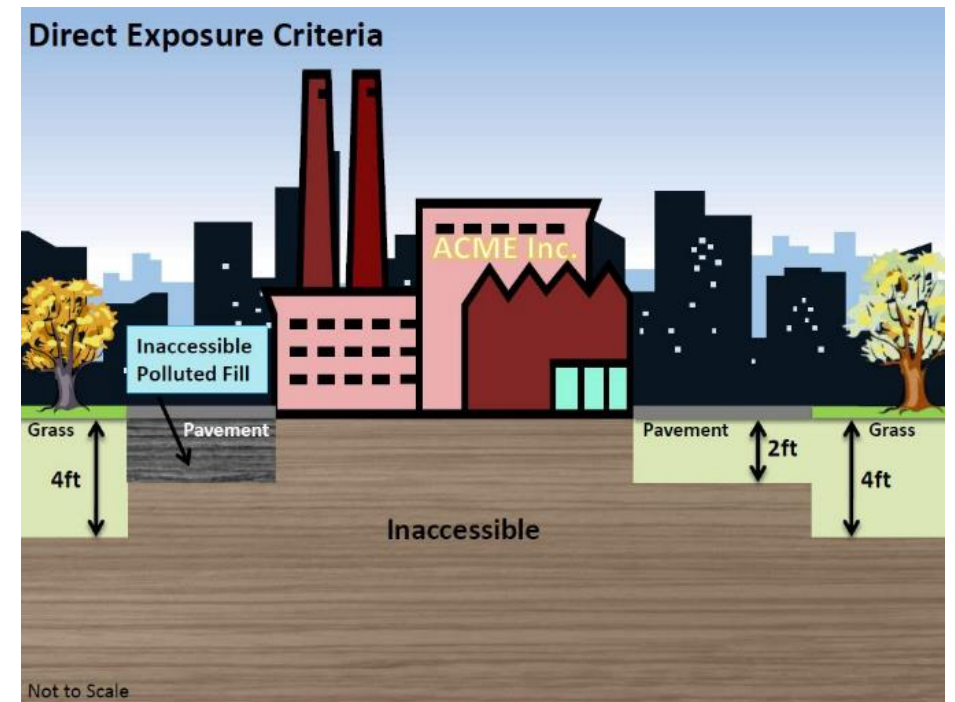 Direct Exposure Criteria
ACME Inc.
Inaccessible
Polluted Fill
Grass
Pavement
Pavement
Grass
4ft
2ft
4ft
Inaccessible
Not to Scale